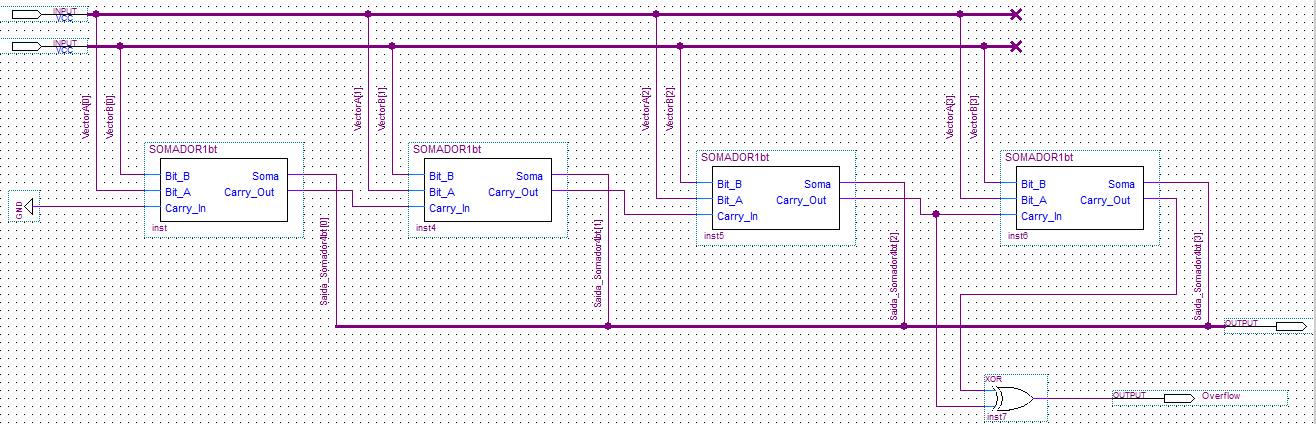 INPUT
VCC
INPUT
VCC
VectorA[0]
VectorB[0]
VectorA[1]
VectorB[1]
VectorA[2]
VectorB[2]
VectorA[3]
VectorB[3]
SOMADOR1bt
Bit_B Soma
Bit_A Carry_Out
Carry_In
inst
SOMADOR1bt
Bit_B Soma
Bit_A Carry_Out
Carry_In
inst4
SOMADOR1bt
Bit_B Soma
Bit_A Carry_Out
Carry_In
inst5
SOMADOR1bt
Bit_B Soma
Bit_A Carry_Out
Carry_In
inst6
GND
Saida_Somador4bt[0]
Saida_Somador4bt[1]
Saida_Somador4bt[2]
Saida_Somador4bt[3]
OUTPUT
XOR
inst7
OUTPUT
Overflow